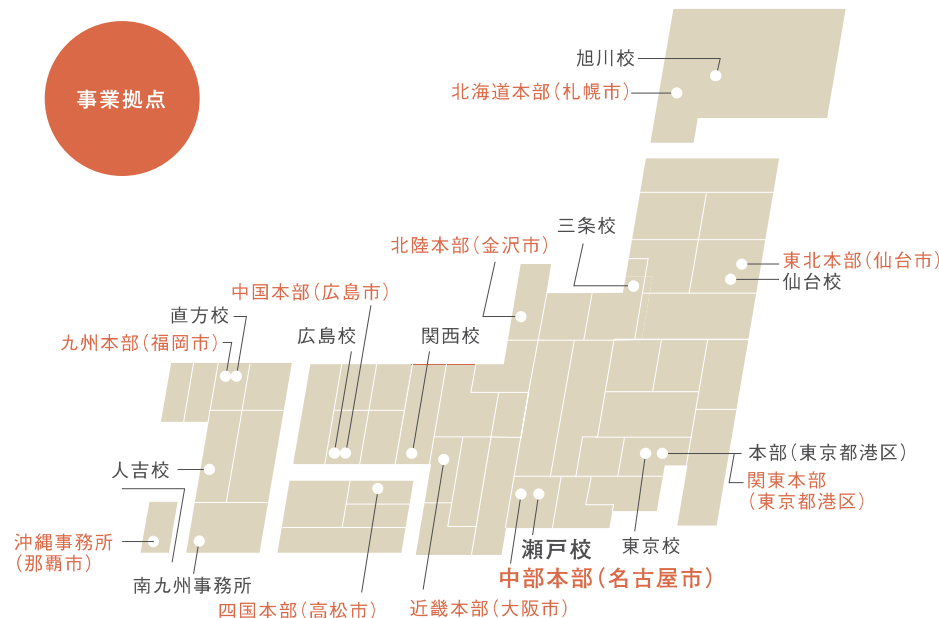 事業拠点
旭川校
北海道本部（札幌市）
三条校
北陸本部（金沢市）
東北本部（仙台市）
仙台校
中国本部（広島市）
直方校
九州本部（福岡市）
広島校
関西校
人吉校
本部（東京都港区）
関東本部
（東京都港区）
沖縄事務所
（那覇市）
南九州事務所
四国本部（高松市）
近畿本部（大阪市）
瀬戸校
中部本部（名古屋市）
東京校